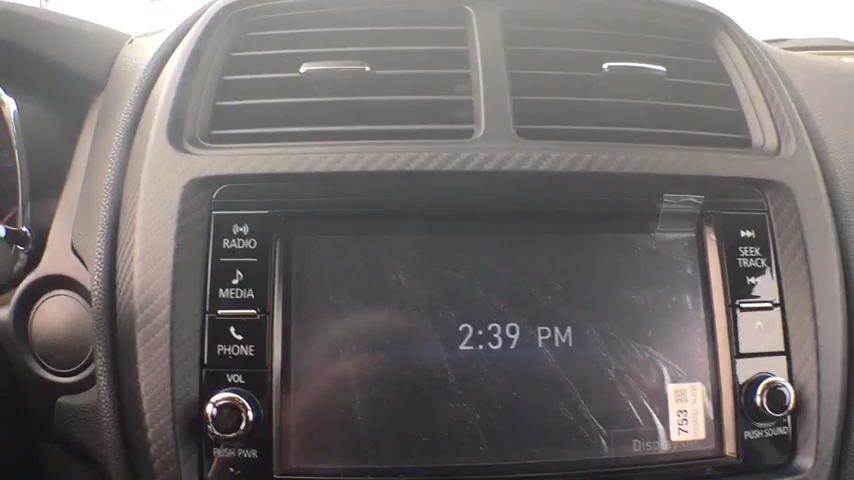 RADIO
MEDIA
PHONE
VOL
PUSH PWR
2:39 PM
Display
753
SEEK
TRACK
PUSH SOUND